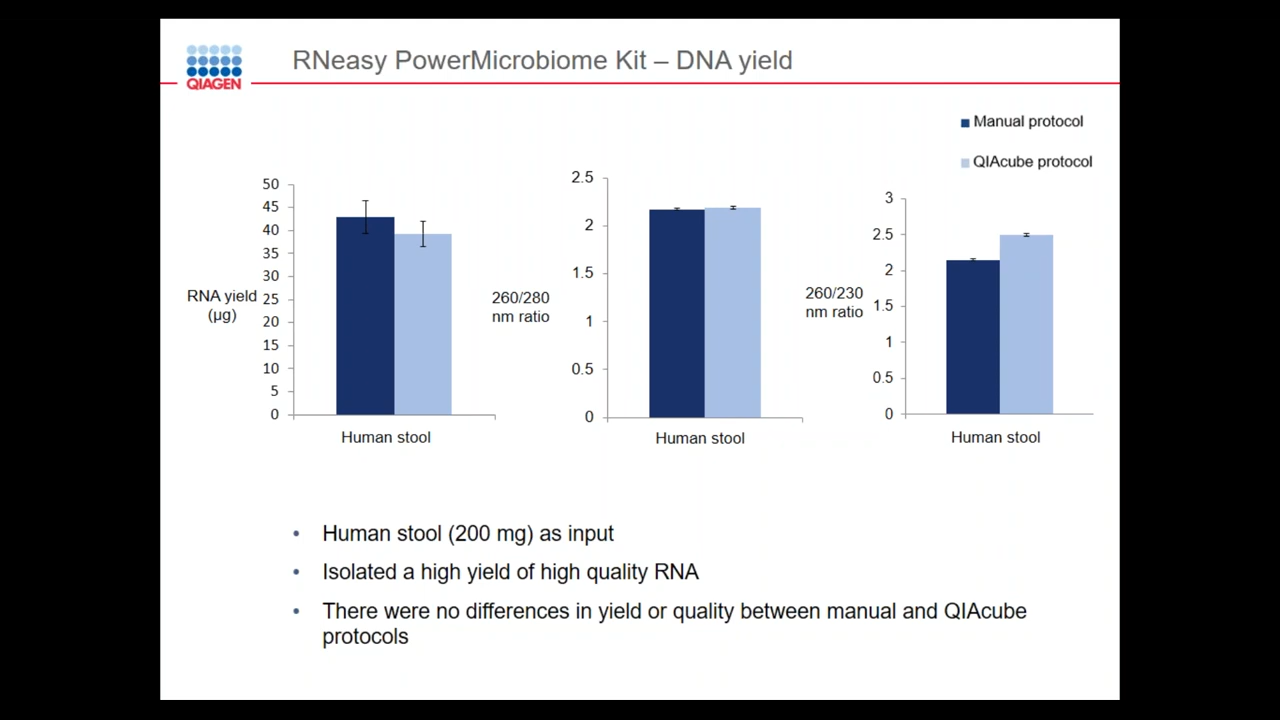 RNeasy PowerMicrobiome Kit – DNA yield
QIAGEN
Manual protocol
QIAcube protocol
RNA yield
(µg)
50
45
40
35
30
25
20
15
10
5
0
Human stool
260/280
nm ratio
2.5
2
1.5
1
0.5
0
Human stool
260/230
nm ratio
3
2.5
2
1.5
1
0.5
0
Human stool
• Human stool (200 mg) as input
• Isolated a high yield of high quality RNA
• There were no differences in yield or quality between manual and QIAcube
protocols